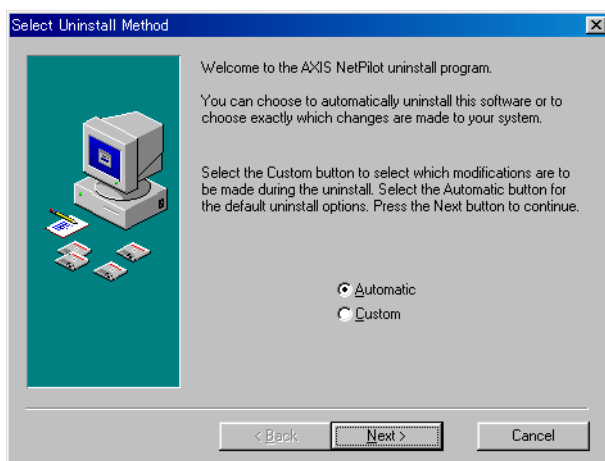 Select Uninstall Method
Welcome to the AXIS NetPilot uninstall program.
You can choose to automatically uninstall this software or to
choose exactly which changes are made to your system.
Select the Custom button to select which modifications are to
be made during the uninstall. Select the Automatic button for
the default uninstall options. Press the Next button to continue.
Automatic
Custom
< Back
Next >
Cancel